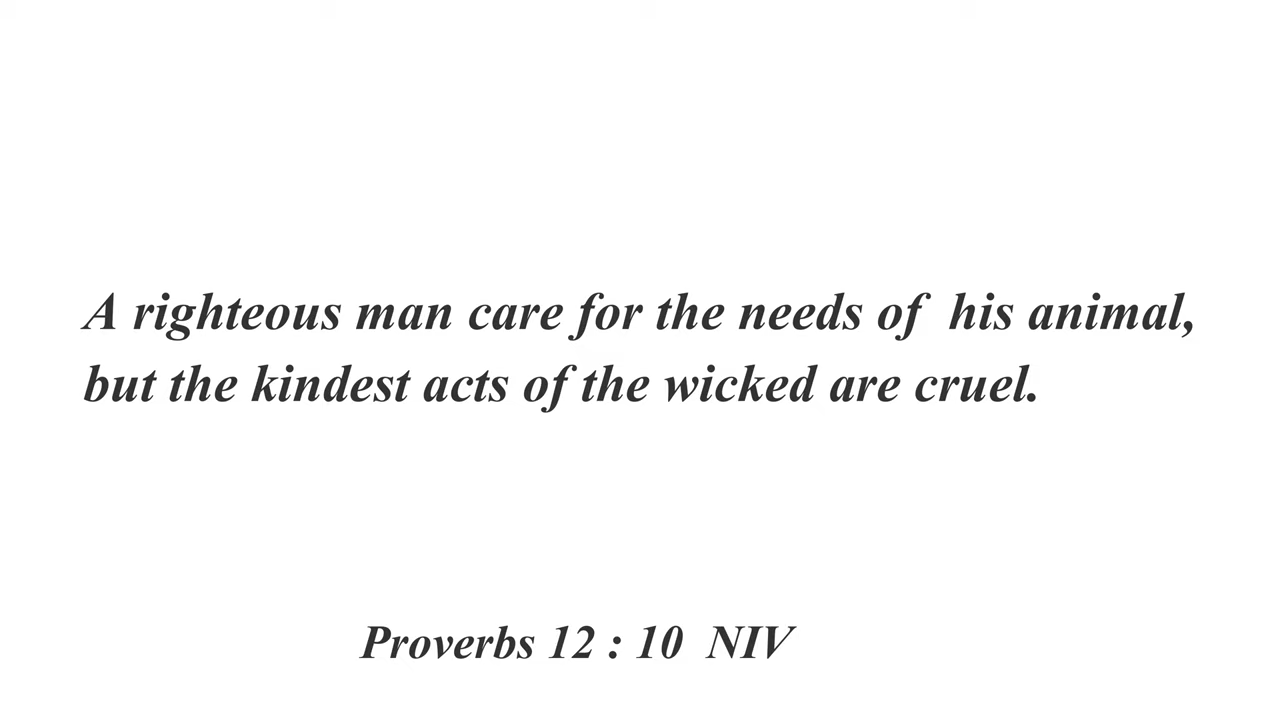 A righteous man care for the needs of his animal,
but the kindest acts of the wicked are cruel.
Proverbs 12 : 10 NIV